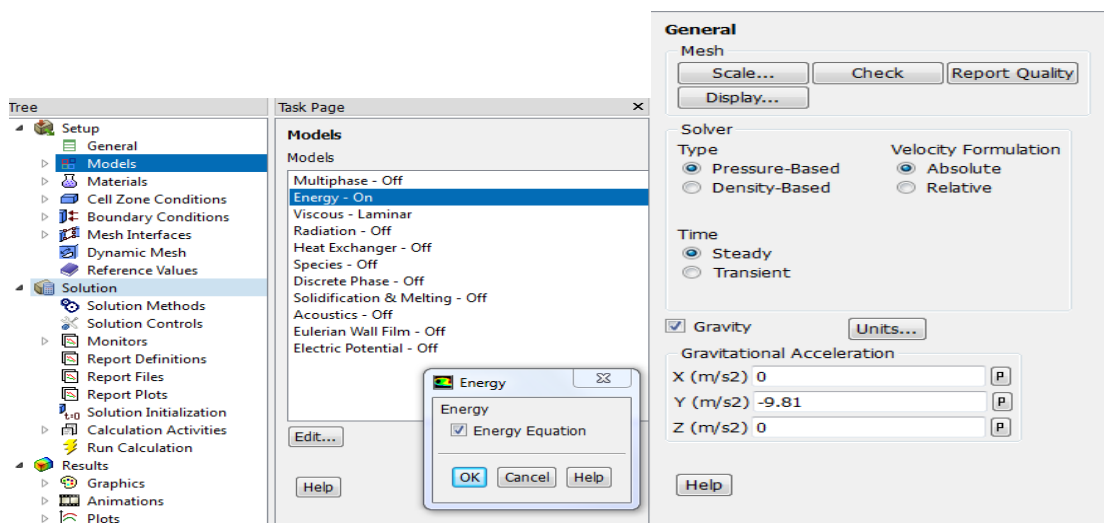 Tree
Setup
General
Models
Materials
Cell Zone Conditions
Boundary Conditions
Mesh Interfaces
Dynamic Mesh
Reference Values
Solution
Solution Methods
Solution Controls
Monitors
Report Definitions
Report Files
Report Plots
t=0 Solution Initialization
Calculation Activities
Run Calculation
Results
Graphics
Animations
Plots
Task Page
Models
Models
Multiphase - Off
Energy - On
Viscous - Laminar
Radiation - Off
Heat Exchanger - Off
Species - Off
Discrete Phase - Off
Solidification & Melting - Off
Acoustics - Off
Eulerian Wall Film - Off
Electric Potential - Off
Edit...
Help
Energy
Energy
Energy Equation
OK Cancel Help
General
Mesh
Scale... Check Report Quality
Display...
Solver
Type Velocity Formulation
Pressure-Based Absolute
Density-Based Relative
Time
Steady
Transient
Gravity Units...
Gravitational Acceleration
X (m/s2) 0 P
Y (m/s2) -9.81 P
Z (m/s2) 0 P
Help